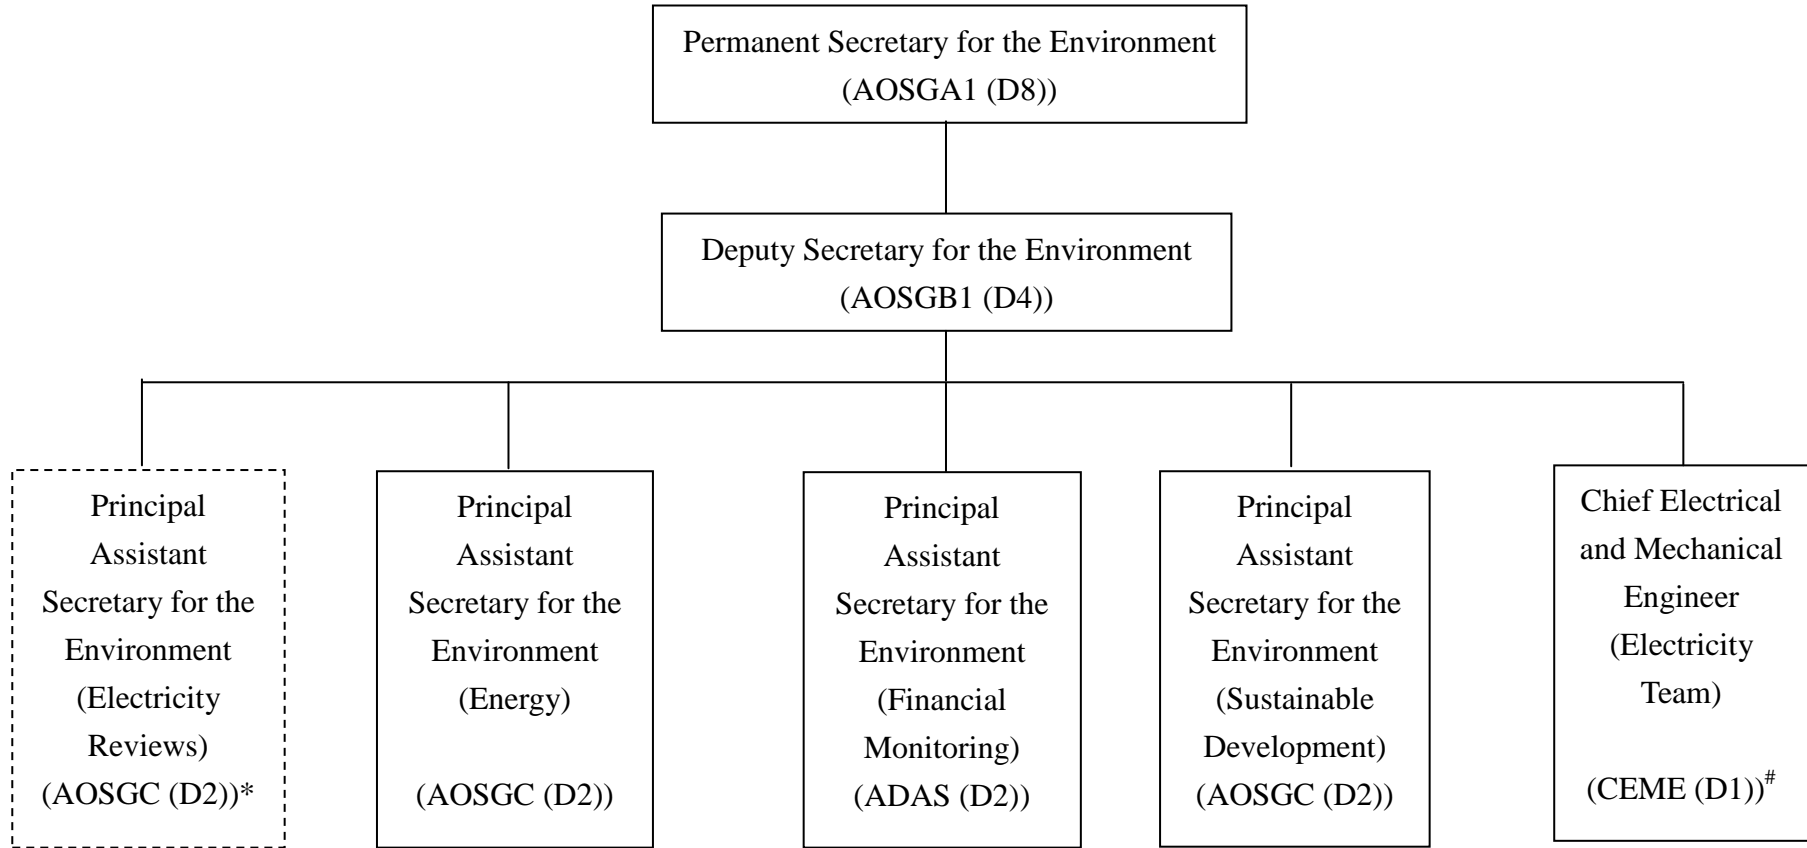 Permanent Secretary for the Environment
(AOSGA1 (D8))
Deputy Secretary for the Environment
(AOSGB1 (D4))
Principal
Assistant
Secretary for the
Environment
(Electricity
Reviews)
(AOSGC (D2))*
Principal
Assistant
Secretary for the
Environment
(Energy)
(AOSGC (D2))
Principal
Assistant
Secretary for the
Environment
(Financial
Monitoring)
(ADAS (D2))
Principal
Assistant
Secretary for the
Environment
(Sustainable
Development)
(AOSGC (D2))
Chief Electrical
and Mechanical
Engineer
(Electricity
Team)
(CEME (D1))#